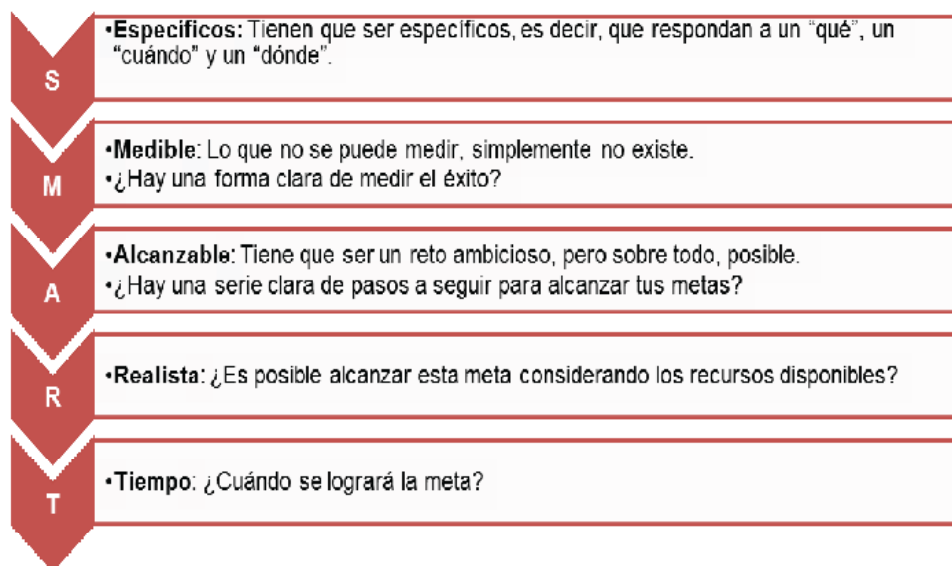 S
•Específicos: Tienen que ser específicos, es decir, que respondan a un “qué”, un
“cuándo” y un “dónde”.
M
•Medible: Lo que no se puede medir, simplemente no existe.
•¿Hay una forma clara de medir el éxito?
A
•Alcanzable: Tiene que ser un reto ambicioso, pero sobre todo, posible.
•¿Hay una serie clara de pasos a seguir para alcanzar tus metas?
R
•Realista: ¿Es posible alcanzar esta meta considerando los recursos disponibles?
T
•Tiempo: ¿Cuándo se logrará la meta?